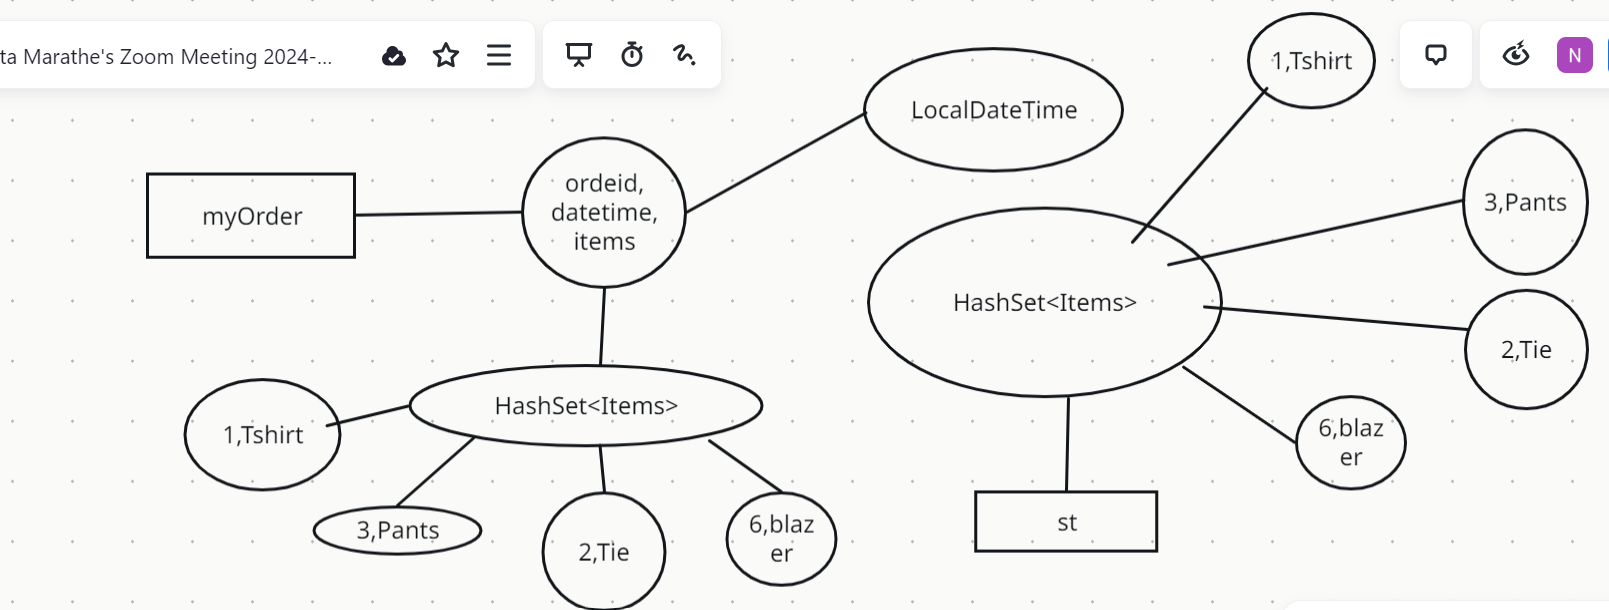 ta Marathe's Zoom Meeting 2024-...
N
1,Tshirt
LocalDateTime
myOrder
ordeid,
datetime,
items
3,Pants
HashSet<Items>
2,Tie
HashSet<Items>
1,Tshirt
6,blaz
er
3,Pants
2,Tie
6,blaz
er
st